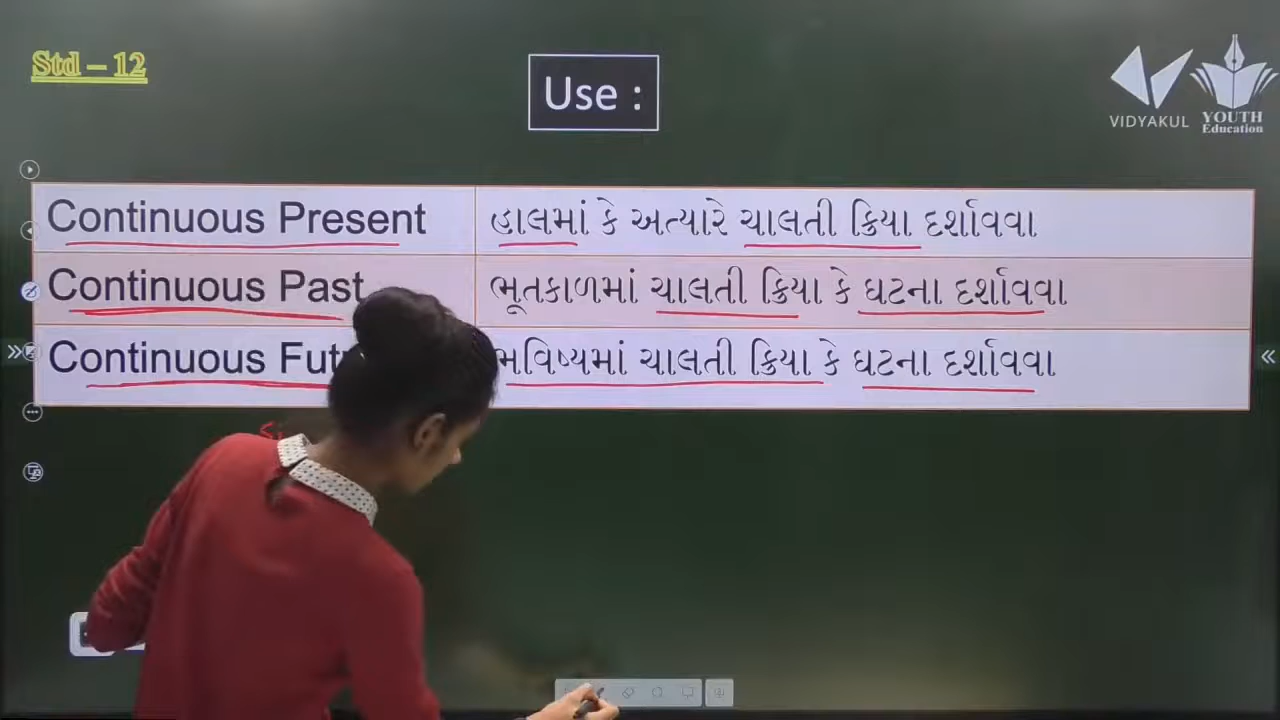 Std – 12
Use :
VIDYAKUL
YOUTH
Education
Continuous Present
હાલમાં કે અત્યારે ચાલતી ક્રિયા દર્શાવવા
Continuous Past
ભૂતકાળમાં ચાલતી ક્રિયા કે ઘટના દર્શાવવા
Continuous
ભવિષ્યમાં ચાલતી ક્રિયા કે ઘટના દર્શાવવા